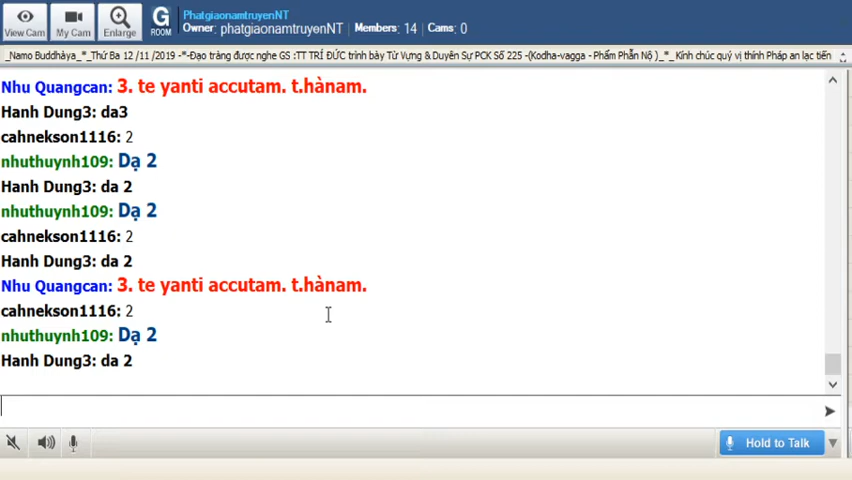 PhatgiaonamtruyenNT
Owner: phatgiaonamtruyenNT Members: 14 Cams: 0
View Cam My Cam Enlarge G ROOM
_Namo Buddhàya_*_Thứ Ba 12 /11 /2019 -*-Đạo tràng được nghe GS :TT TRÍ ĐỨC trình bày Từ Vựng & Duyên Sự PCK Số 225 -(Kodha-vagga - Phẩm Phẫn Nộ )_*_ Kính chúc quý vị thính Pháp an lạc tiến
Nhu Quangcan: 3. te yanti accutam. t.hànam.
Hanh Dung3: da3
cahnekson1116: 2
nhuthuynh109: Dạ 2
Hanh Dung3: da 2
nhuthuynh109: Dạ 2
cahnekson1116: 2
Hanh Dung3: da 2
Nhu Quangcan: 3. te yanti accutam. t.hànam.
cahnekson1116: 2
nhuthuynh109: Dạ 2
Hanh Dung3: da 2
Hold to Talk